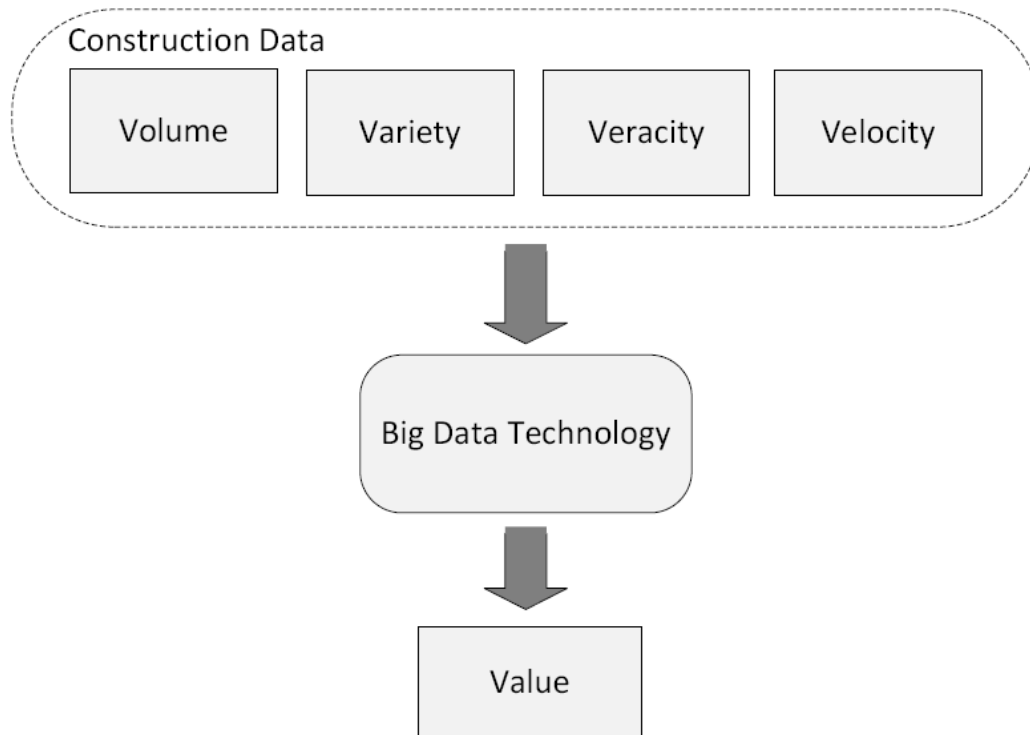 Construction Data
Volume
Variety
Veracity
Velocity
Big Data Technology
Value